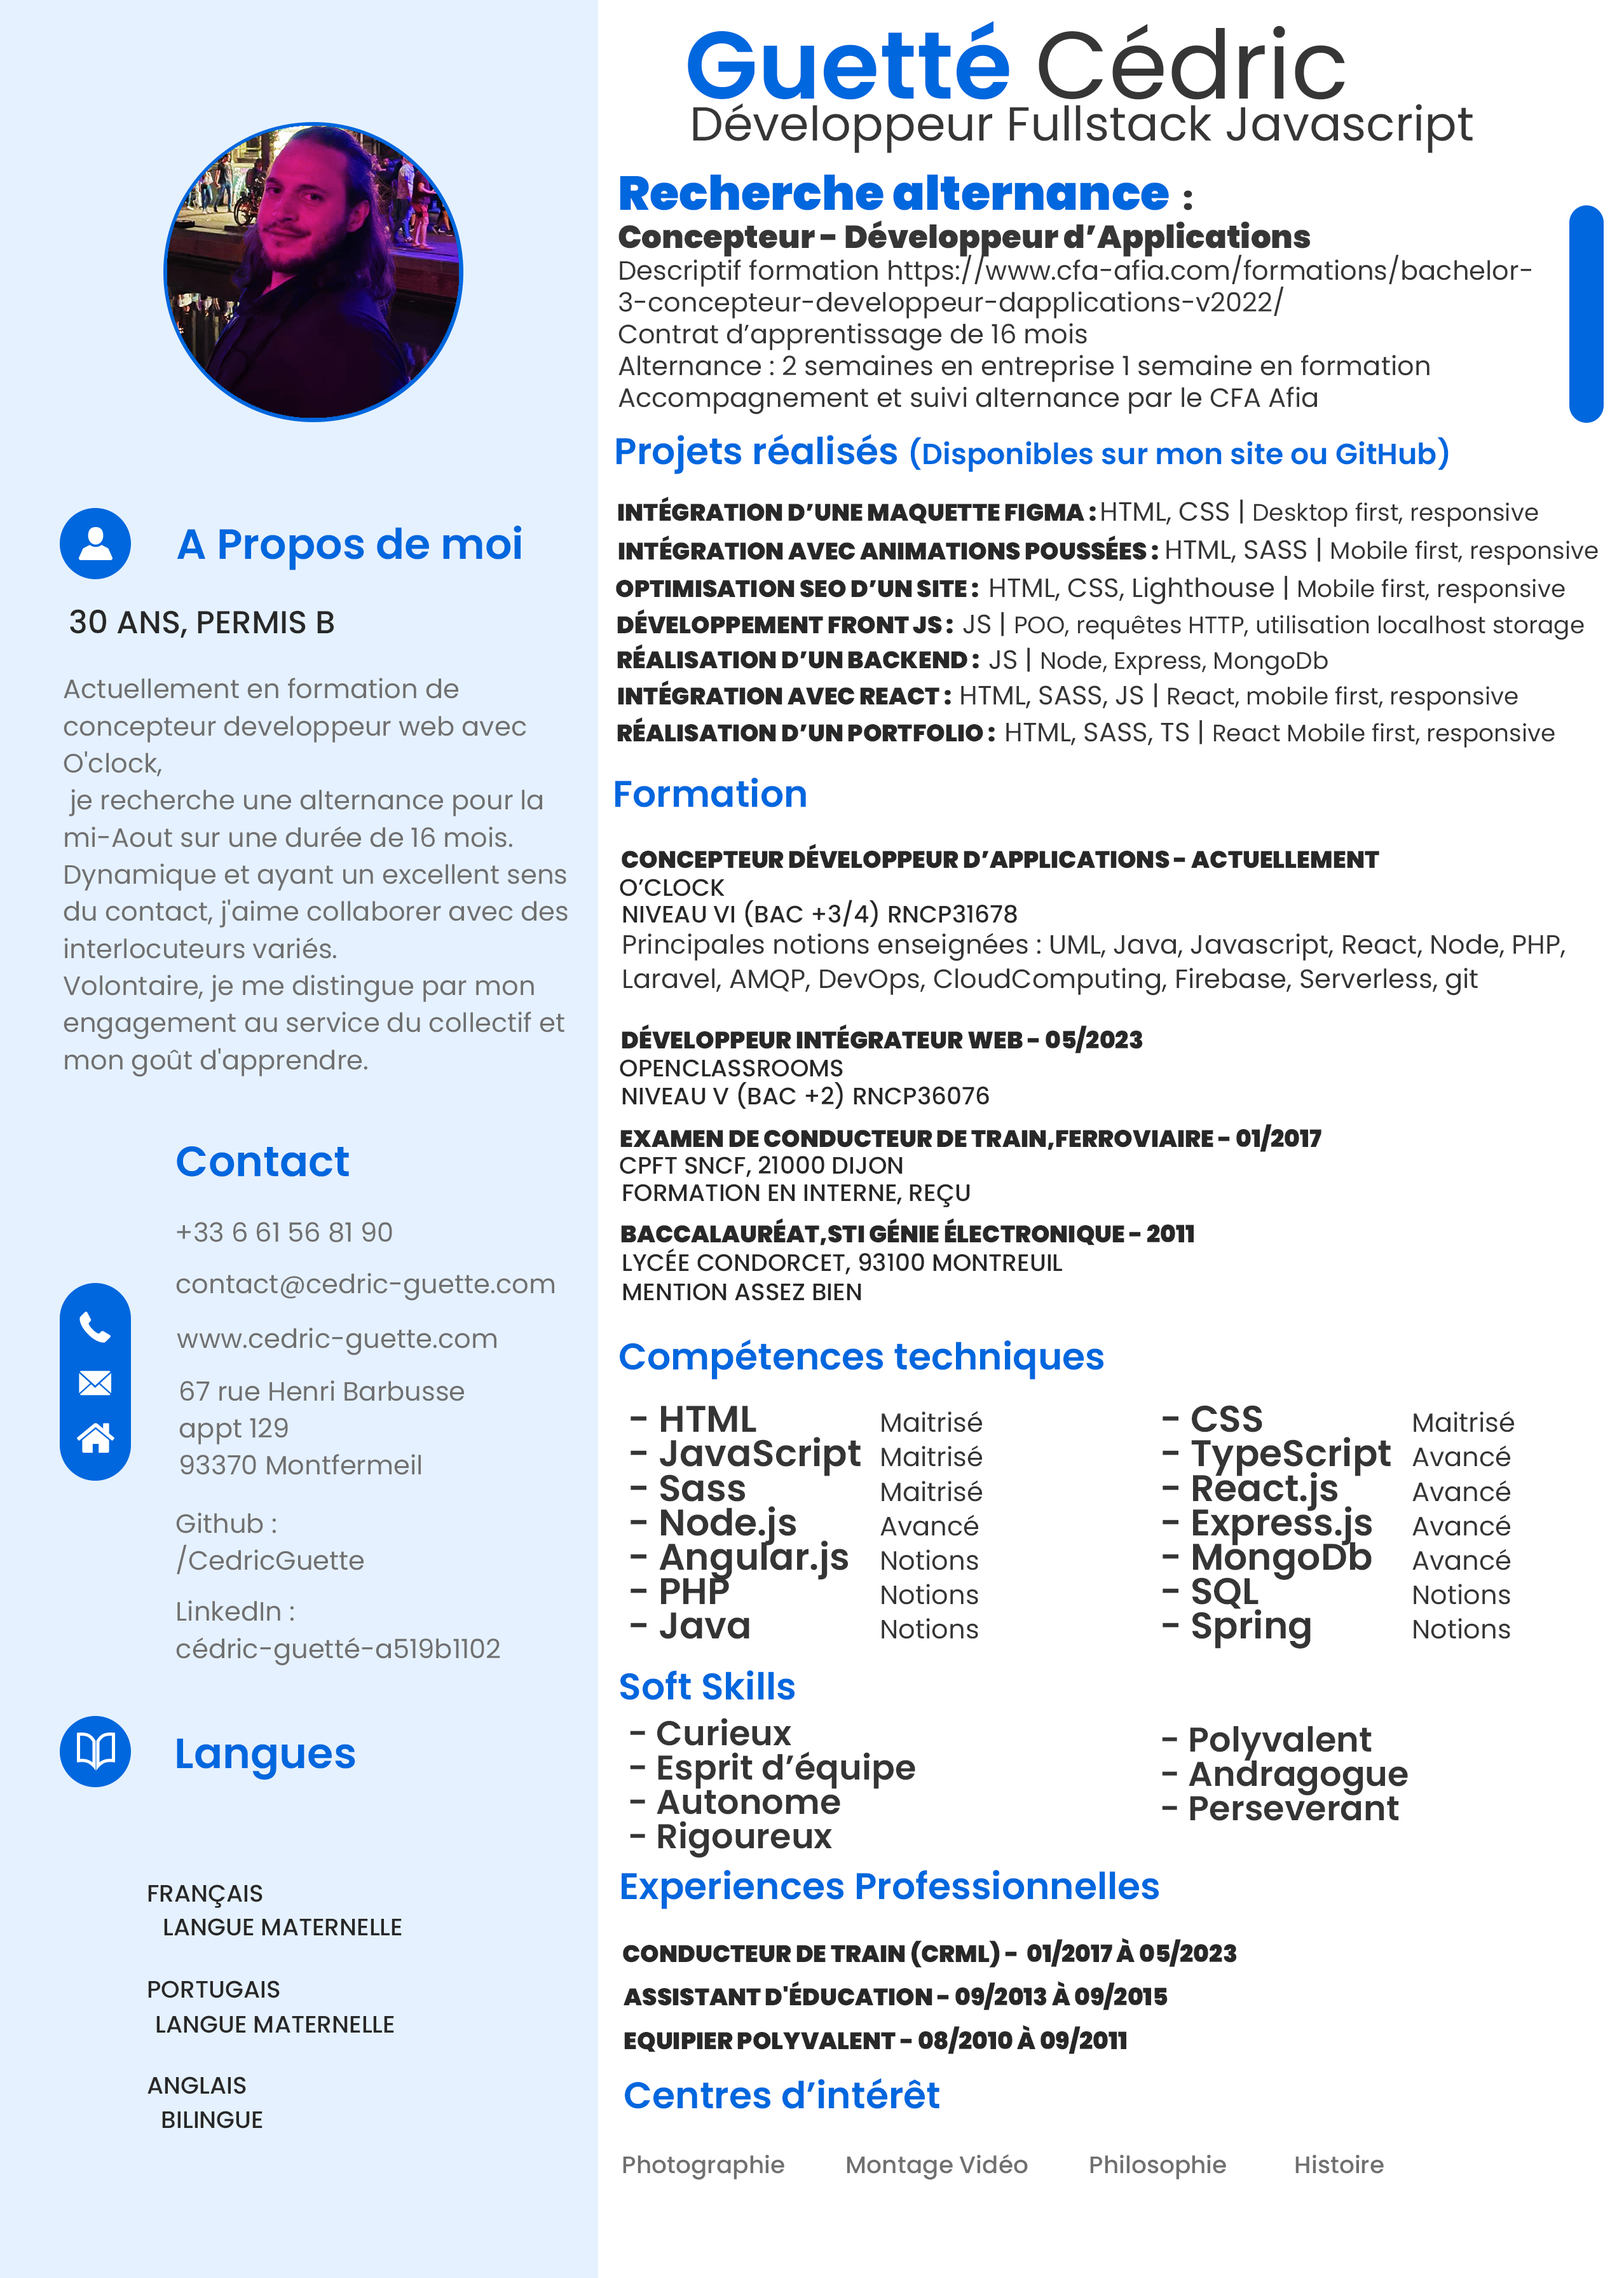 Guetté Cédric
Développeur Fullstack Javascript
A Propos de moi
30 ANS, PERMIS B
Actuellement en formation de
concepteur developpeur web avec
O'clock,
je recherche une alternance pour la
mi-Aout sur une durée de 16 mois.
Dynamique et ayant un excellent sens
du contact, j'aime collaborer avec des
interlocuteurs variés.
Volontaire, je me distingue par mon
engagement au service du collectif et
mon goût d'apprendre.
Contact
+33 6 61 56 81 90
contact@cedric-guette.com
www.cedric-guette.com
67 rue Henri Barbusse
appt 129
93370 Montfermeil
Github :
/CedricGuette
LinkedIn :
cédric-guetté-a519b1102
Langues
FRANÇAIS
LANGUE MATERNELLE
PORTUGAIS
LANGUE MATERNELLE
ANGLAIS
BILINGUE
Recherche alternance :
Concepteur - Développeur d’Applications
Descriptif formation https://www.cfa-afia.com/formations/bachelor-
3-concepteur-developpeur-dapplications-v2022/
Contrat d’apprentissage de 16 mois
Alternance : 2 semaines en entreprise 1 semaine en formation
Accompagnement et suivi alternance par le CFA Afia
Projets réalisés (Disponibles sur mon site ou GitHub)
INTÉGRATION D’UNE MAQUETTE FIGMA : HTML, CSS | Desktop first, responsive
INTÉGRATION AVEC ANIMATIONS POUSSÉES : HTML, SASS | Mobile first, responsive
OPTIMISATION SEO D’UN SITE : HTML, CSS, Lighthouse | Mobile first, responsive
DÉVELOPPEMENT FRONT JS : JS | POO, requêtes HTTP, utilisation localhost storage
RÉALISATION D’UN BACKEND : JS | Node, Express, MongoDb
INTÉGRATION AVEC REACT : HTML, SASS, JS | React, mobile first, responsive
RÉALISATION D’UN PORTFOLIO : HTML, SASS, TS | React Mobile first, responsive
Formation
CONCEPTEUR DÉVELOPPEUR D’APPLICATIONS - ACTUELLEMENT
O’CLOCK
NIVEAU VI (BAC +3/4) RNCP31678
Principales notions enseignées : UML, Java, Javascript, React, Node, PHP,
Laravel, AMQP, DevOps, CloudComputing, Firebase, Serverless, git
DÉVELOPPEUR INTÉGRATEUR WEB - 05/2023
OPENCLASSROOMS
NIVEAU V (BAC +2) RNCP36076
EXAMEN DE CONDUCTEUR DE TRAIN,FERROVIAIRE - 01/2017
CPFT SNCF, 21000 DIJON
FORMATION EN INTERNE, REÇU
BACCALAURÉAT,STI GÉNIE ÉLECTRONIQUE - 2011
LYCÉE CONDORCET, 93100 MONTREUIL
MENTION ASSEZ BIEN
Compétences techniques
- HTML Maitrisé - CSS Maitrisé
- JavaScript Maitrisé - TypeScript Avancé
- Sass Maitrisé - React.js Avancé
- Node.js Avancé - Express.js Avancé
- Angular.js Notions - MongoDb Avancé
- PHP Notions - SQL Notions
- Java Notions - Spring Notions
Soft Skills
- Curieux - Polyvalent
- Esprit d’équipe - Andragogue
- Autonome - Perseverant
- Rigoureux
Experiences Professionnelles
CONDUCTEUR DE TRAIN (CRML) - 01/2017 À 05/2023
ASSISTANT D'ÉDUCATION - 09/2013 À 09/2015
EQUIPIER POLYVALENT - 08/2010 À 09/2011
Centres d’intérêt
Photographie Montage Vidéo Philosophie Histoire